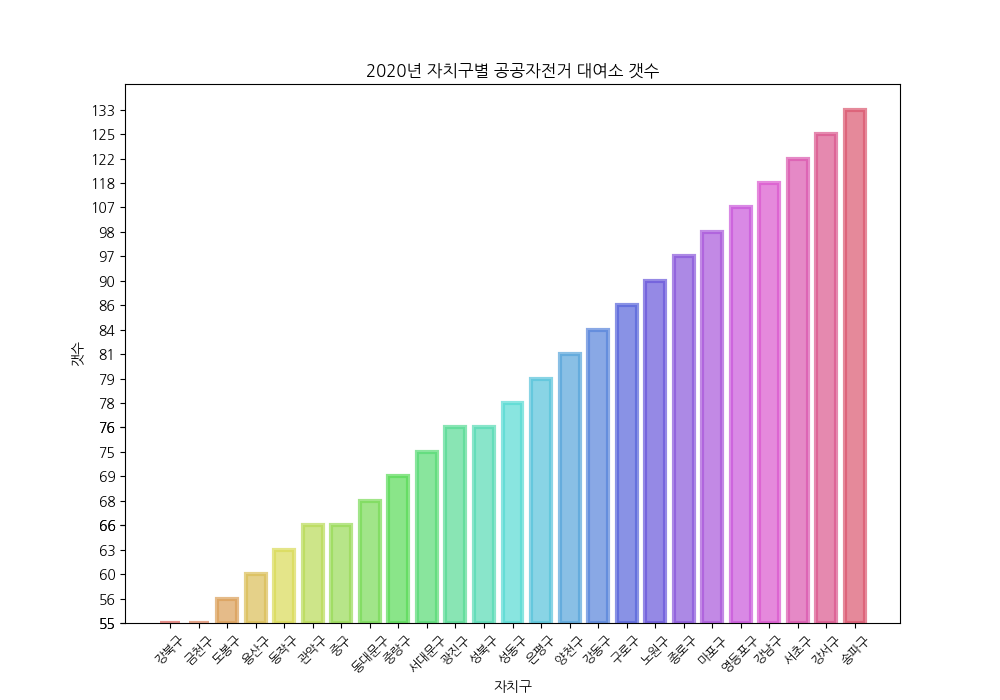 2020년 자치구별 공공자전거 대여소 갯수
갯수
133
125
122
118
107
98
97
90
86
84
81
79
78
76
75
69
68
66
63
60
56
55
강북구
금천구
도봉구
용산구
동작구
관악구
중구
동대문구
중랑구
서대문구
광진구
성북구
성동구
은평구
양천구
강동구
구로구
노원구
종로구
마포구
영등포구
강남구
서초구
강서구
송파구
자치구